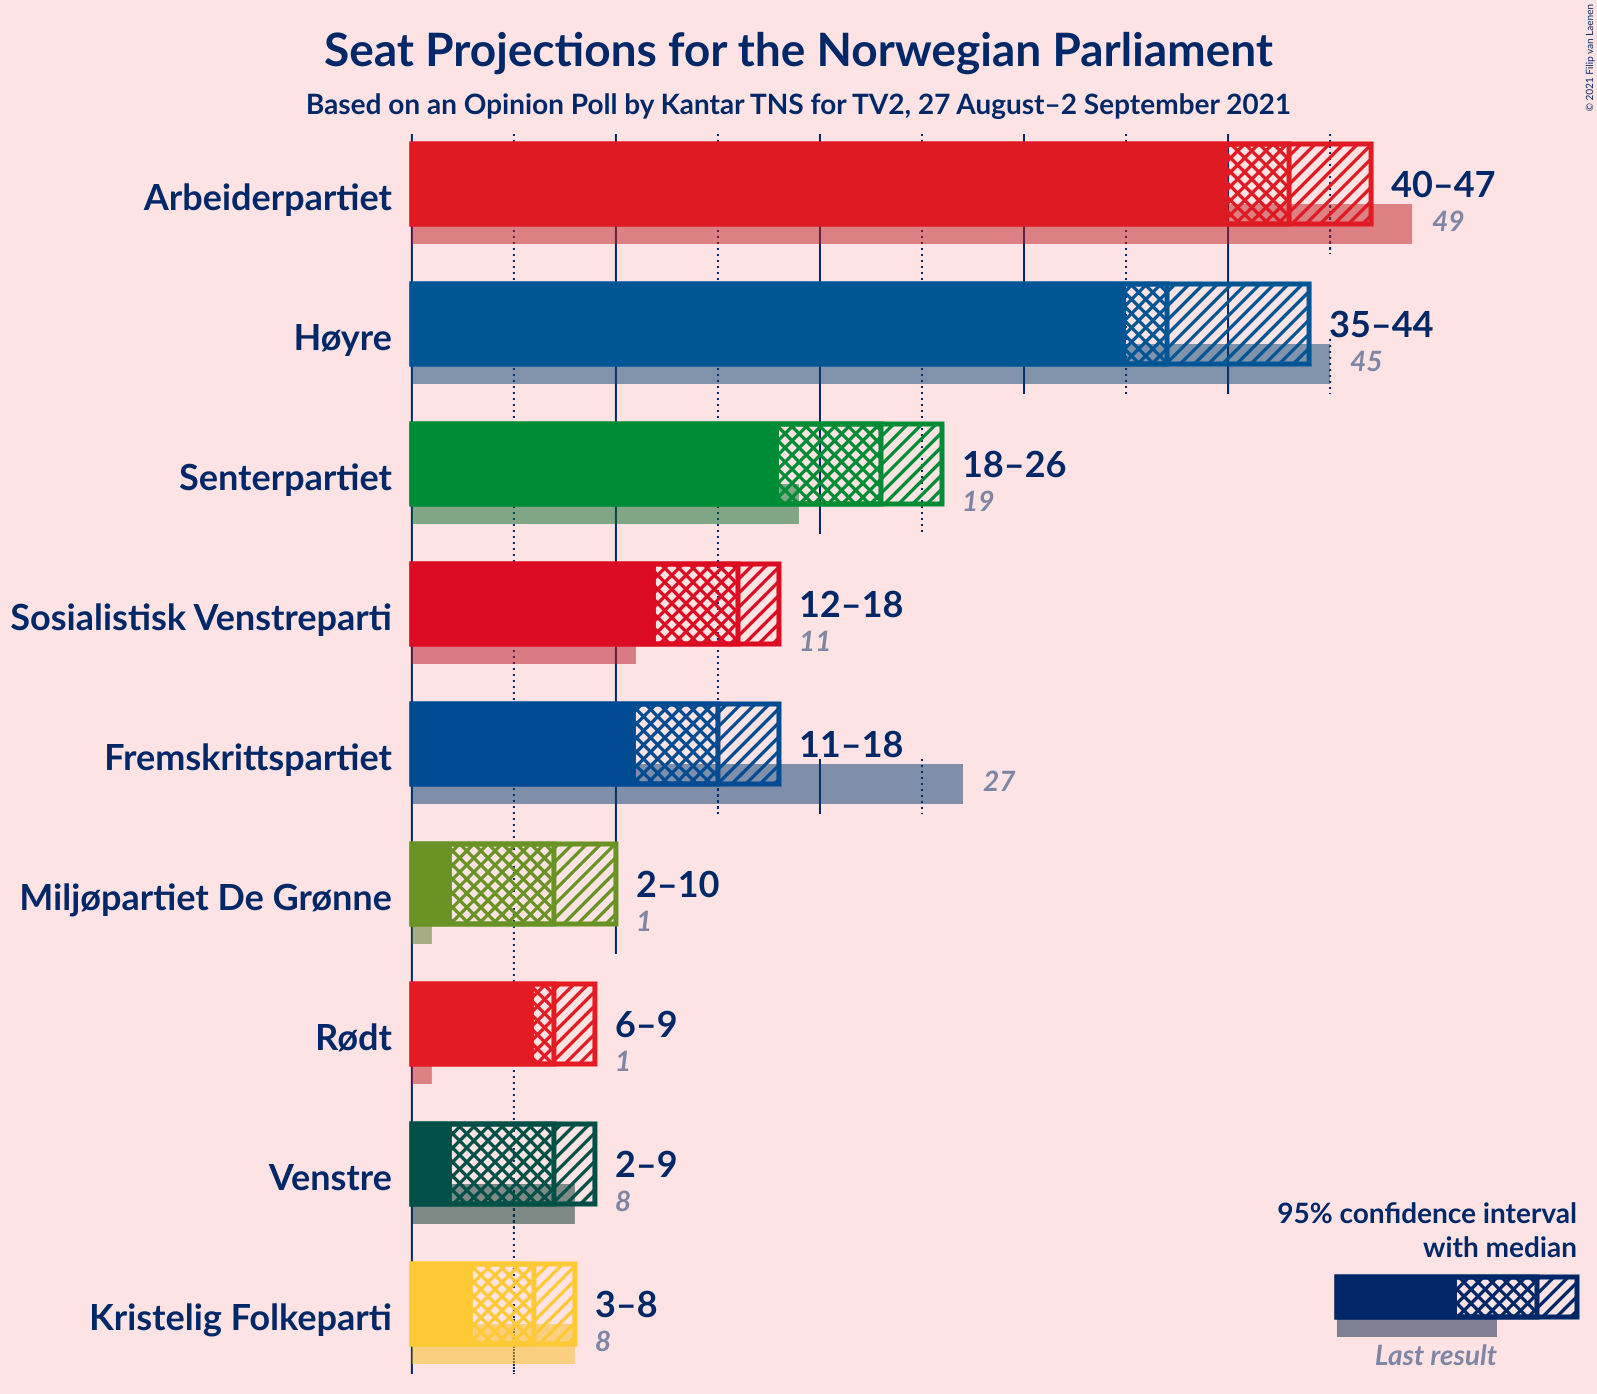 Seat Projections for the Norwegian Parliament
Based on an Opinion Poll by Kantar TNS for TV2, 27 August–2 September 2021
© 2021 Filip van Laenen
Arbeiderpartiet
40–47
49
Høyre
35–44
45
Senterpartiet
18–26
19
Sosialistisk Venstreparti
12–18
11
Fremskrittspartiet
11–18
27
Miljøpartiet De Grønne
2–10
1
Rødt
6–9
1
Venstre
2–9
8
Kristelig Folkeparti
3–8
8
95% confidence interval
with median
Last result